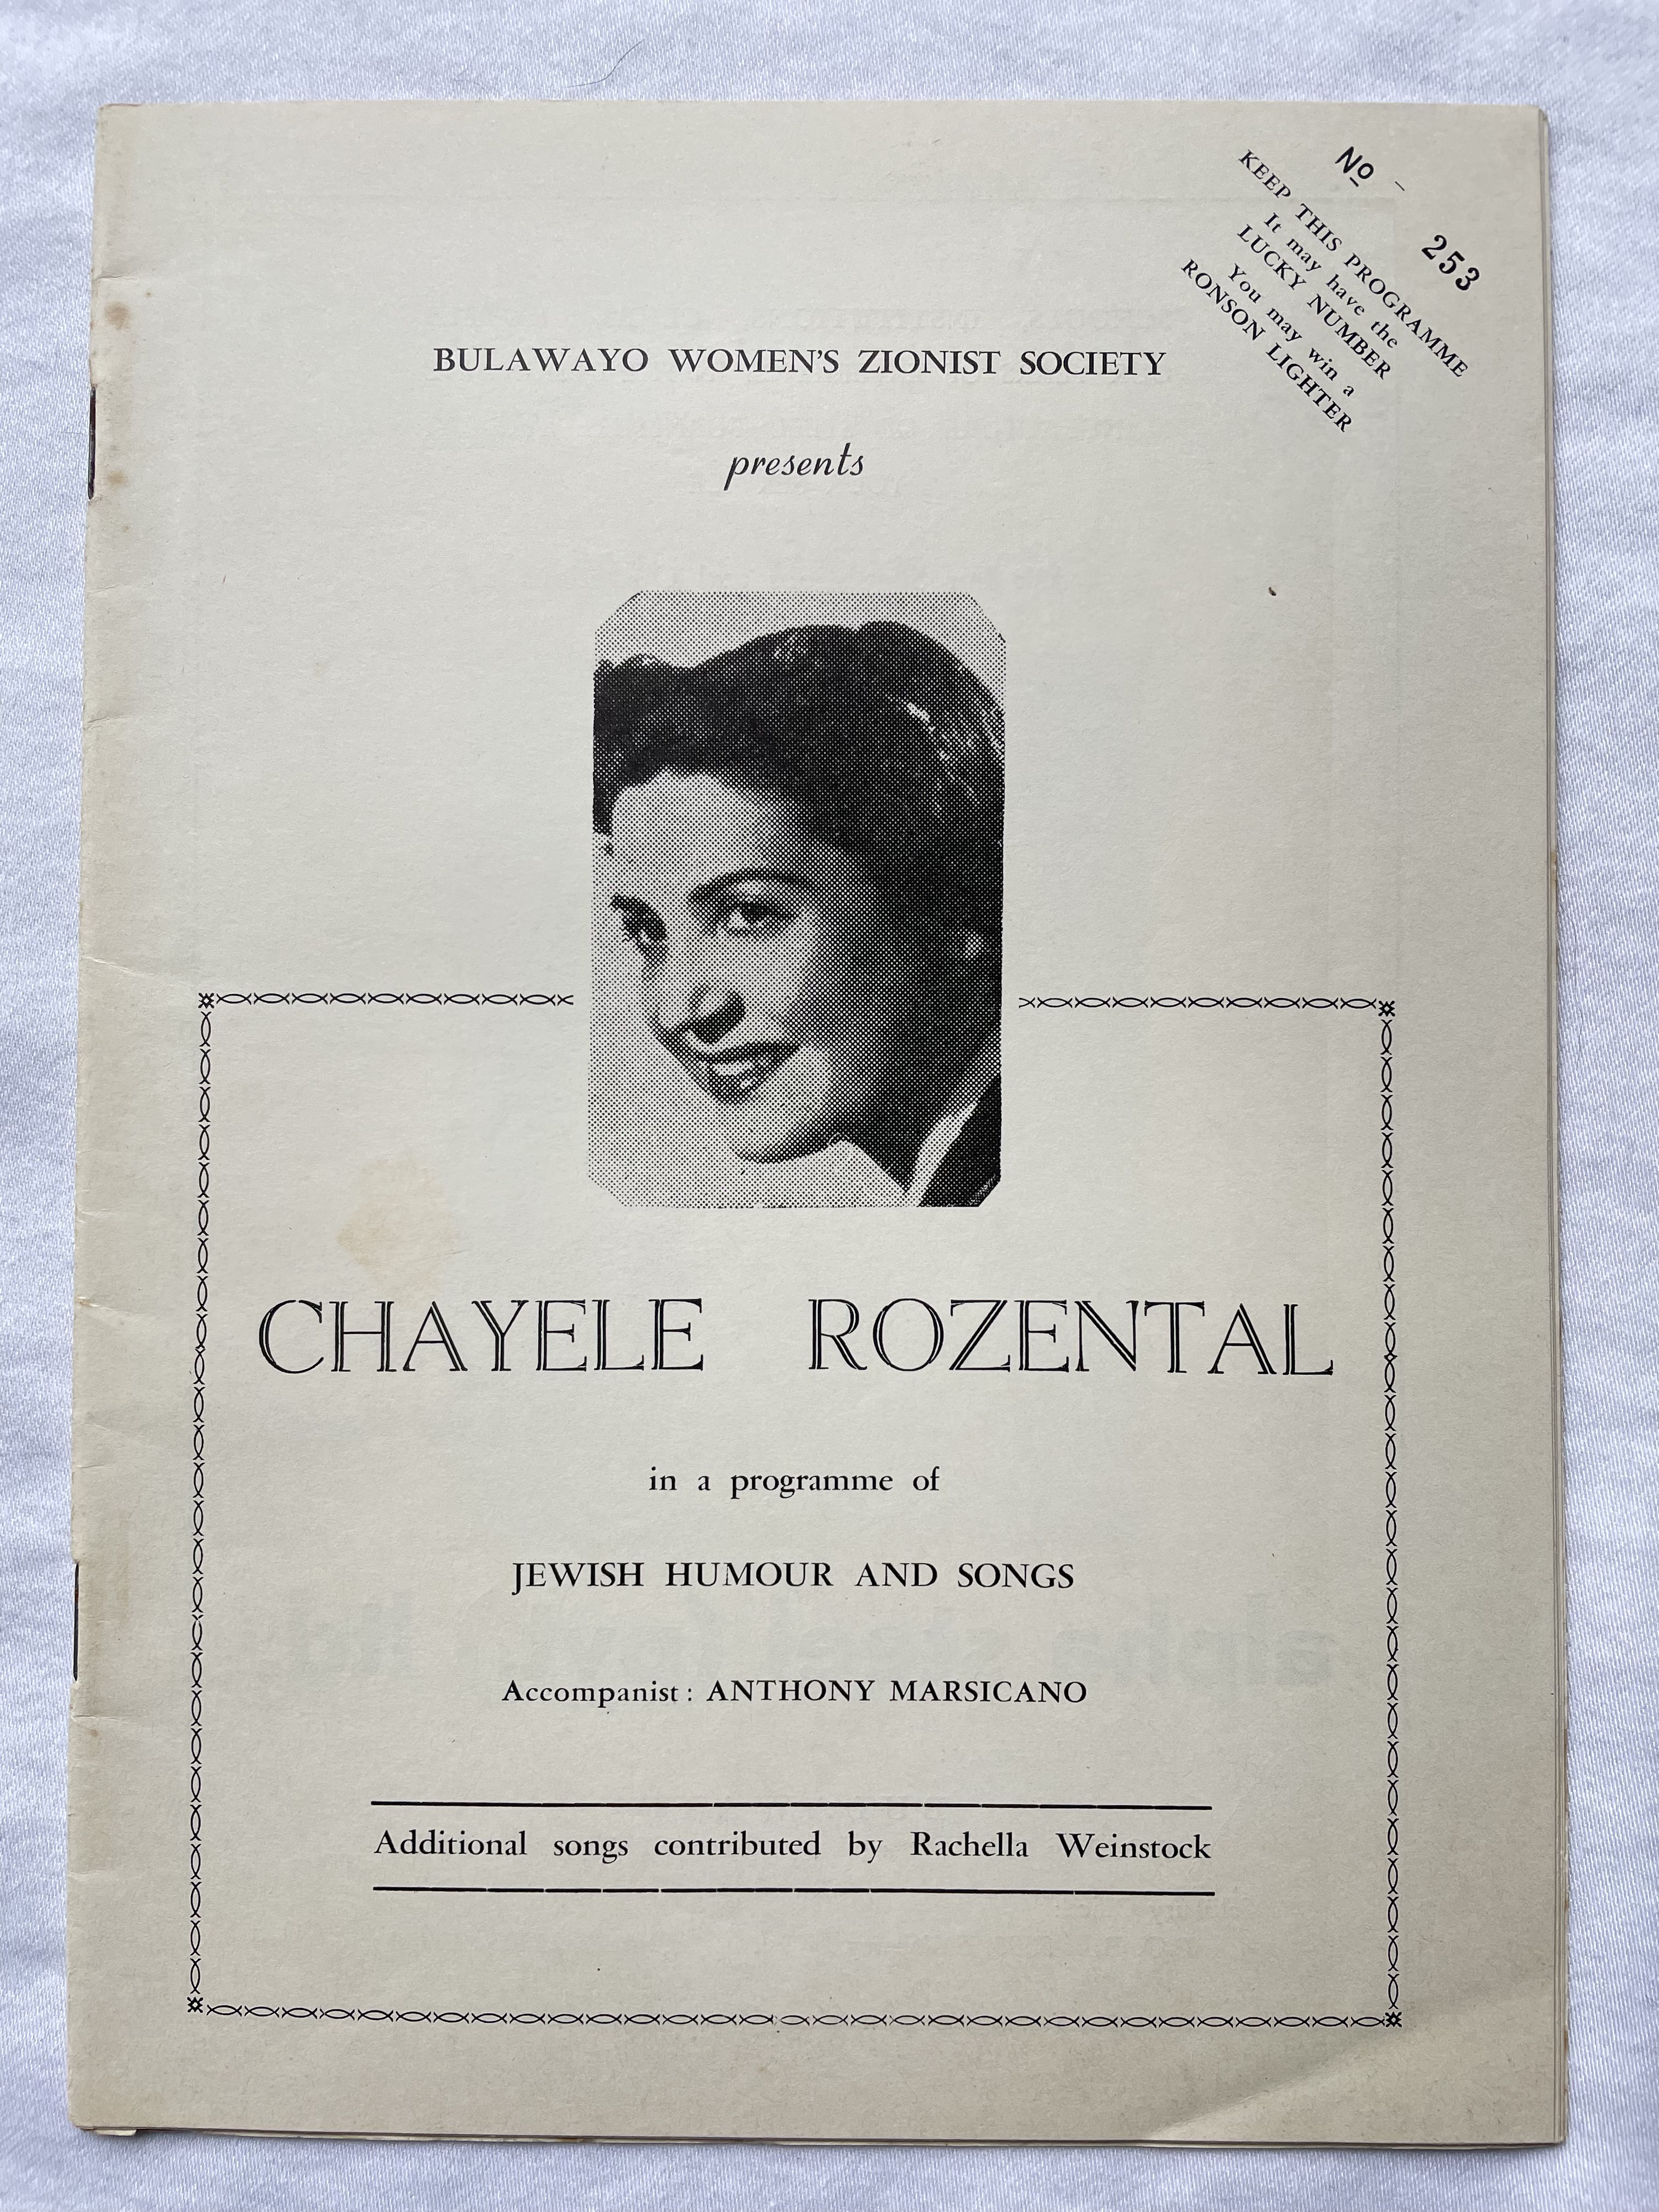 No 253
KEEP THIS PROGRAMME
It may have the
LUCKY NUMBER
You may win a
RONSON LIGHTER
BULAWAYO WOMEN'S ZIONIST SOCIETY
presents
CHAYELE ROZENTAL
in a programme of
JEWISH HUMOUR AND SONGS
Accompanist: ANTHONY MARSICANO
Additional songs contributed by Rachella Weinstock